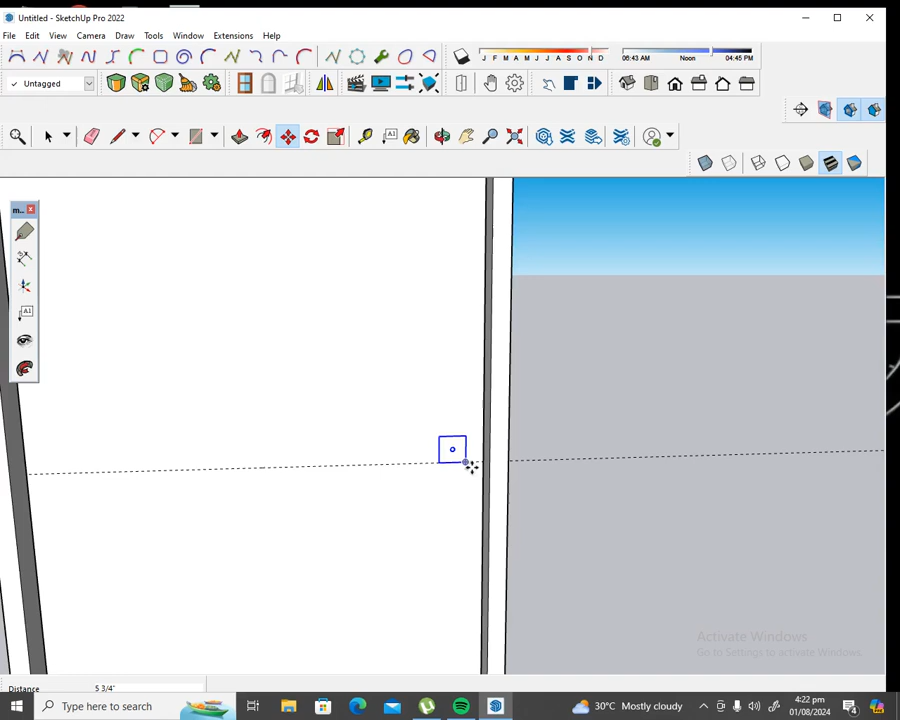 Untitled - SketchUp Pro 2022
File Edit View Camera Draw Tools Window Extensions Help
J F M A M J J A S O N D
06:43 AM Noon 04:45 PM
Untagged
m...
A1
Activate Windows
Go to Settings to activate Windows.
Distance 5 3/4"
Type here to search
30°C Mostly cloudy
4:22 pm
01/08/2024
4